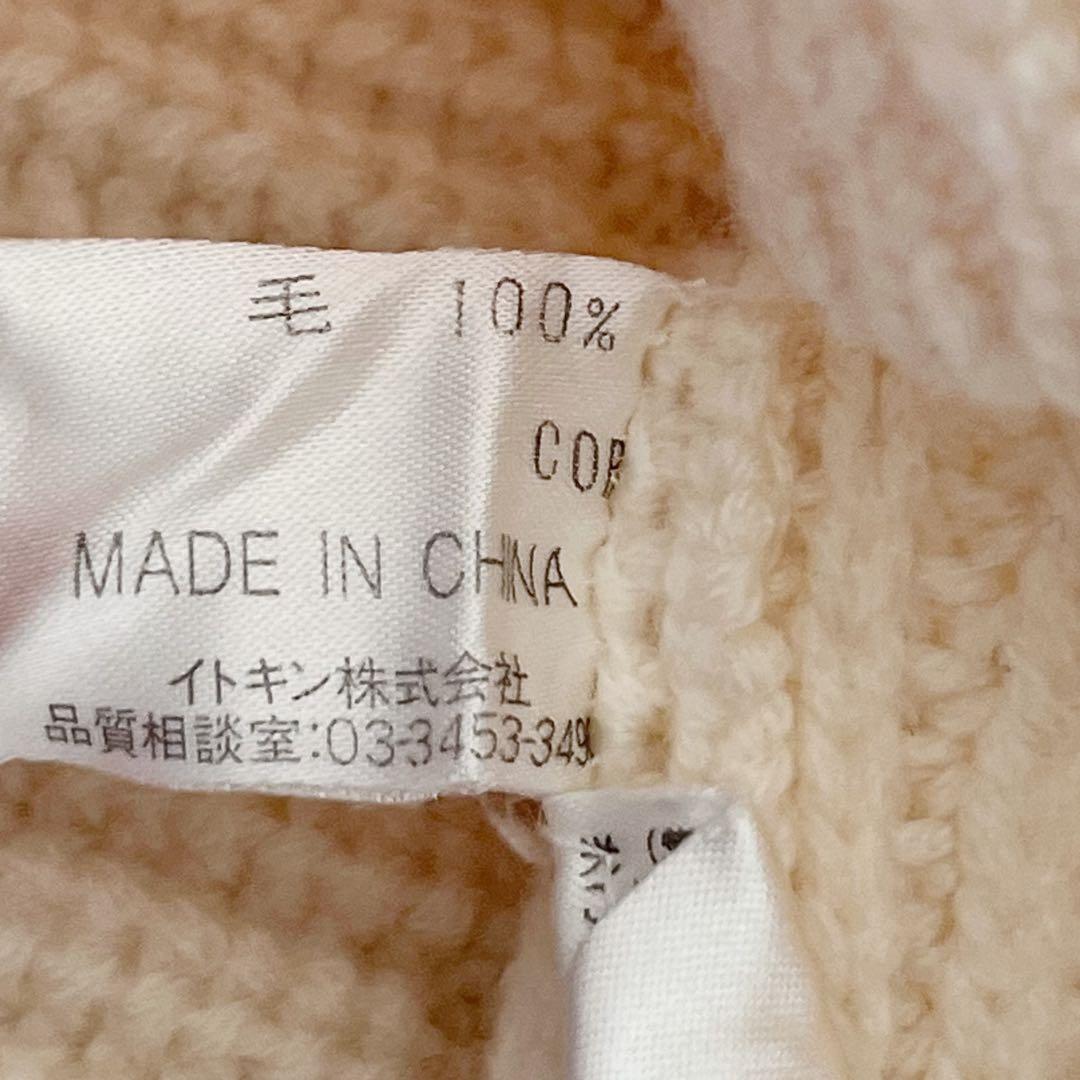 毛 100%
COR
MADE IN CHINA
イトキン株式会社
品質相談室:03-3453-349